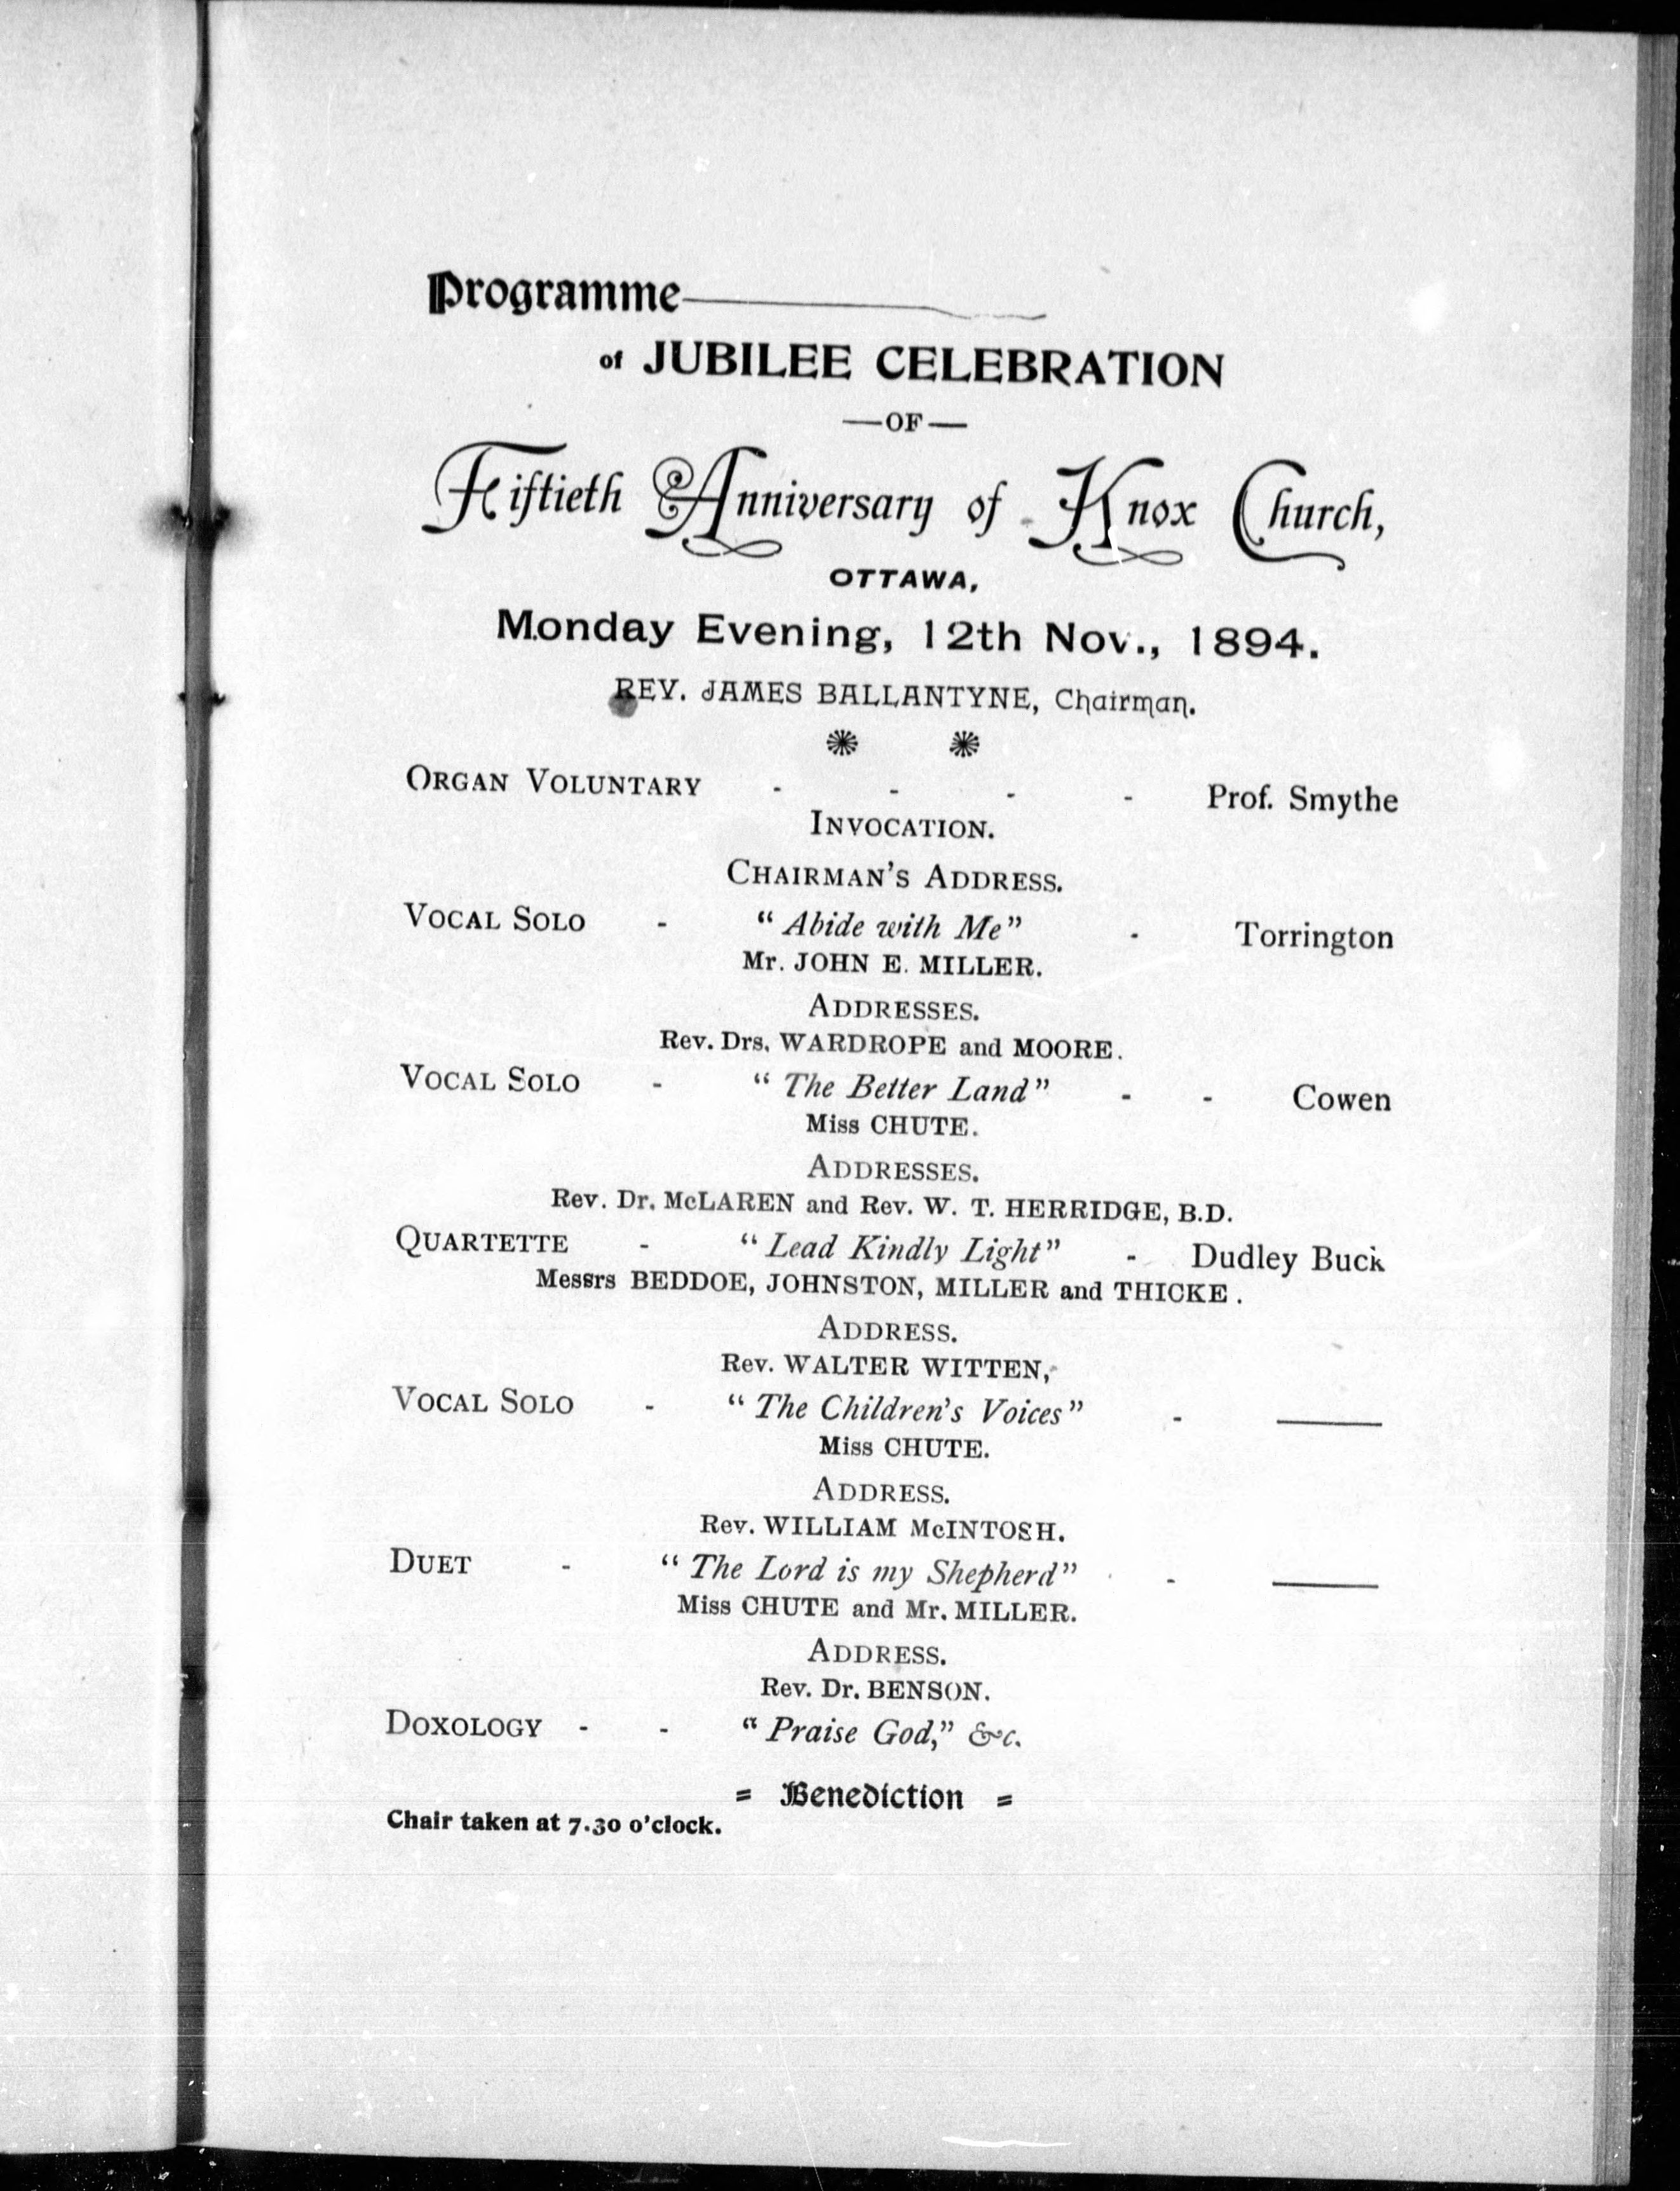 Programme
of JUBILEE CELEBRATION
—OF—
Fiftieth Anniversary of Knox Church,
OTTAWA,
Monday Evening, 12th Nov., 1894.
REV. JAMES BALLANTYNE, Chairman.
ORGAN VOLUNTARY - - - - Prof. Smythe
INVOCATION.
CHAIRMAN'S ADDRESS.
VOCAL SOLO - "Abide with Me" - Torrington
Mr. JOHN E. MILLER.
ADDRESSES.
Rev. Drs. WARDROPE and MOORE.
VOCAL SOLO - "The Better Land" - - Cowen
Miss CHUTE.
ADDRESSES.
Rev. Dr. McLAREN and Rev. W. T. HERRIDGE, B.D.
QUARTETTE - "Lead Kindly Light" - Dudley Buck
Messrs BEDDOE, JOHNSTON, MILLER and THICKE.
ADDRESS.
Rev. WALTER WITTEN,
VOCAL SOLO - "The Children's Voices" - ———
Miss CHUTE.
ADDRESS.
Rev. WILLIAM McINTOSH.
DUET - "The Lord is my Shepherd" - ———
Miss CHUTE and Mr. MILLER.
ADDRESS.
Rev. Dr. BENSON.
DOXOLOGY - - "Praise God," &c.
= Benediction =
Chair taken at 7.30 o'clock.